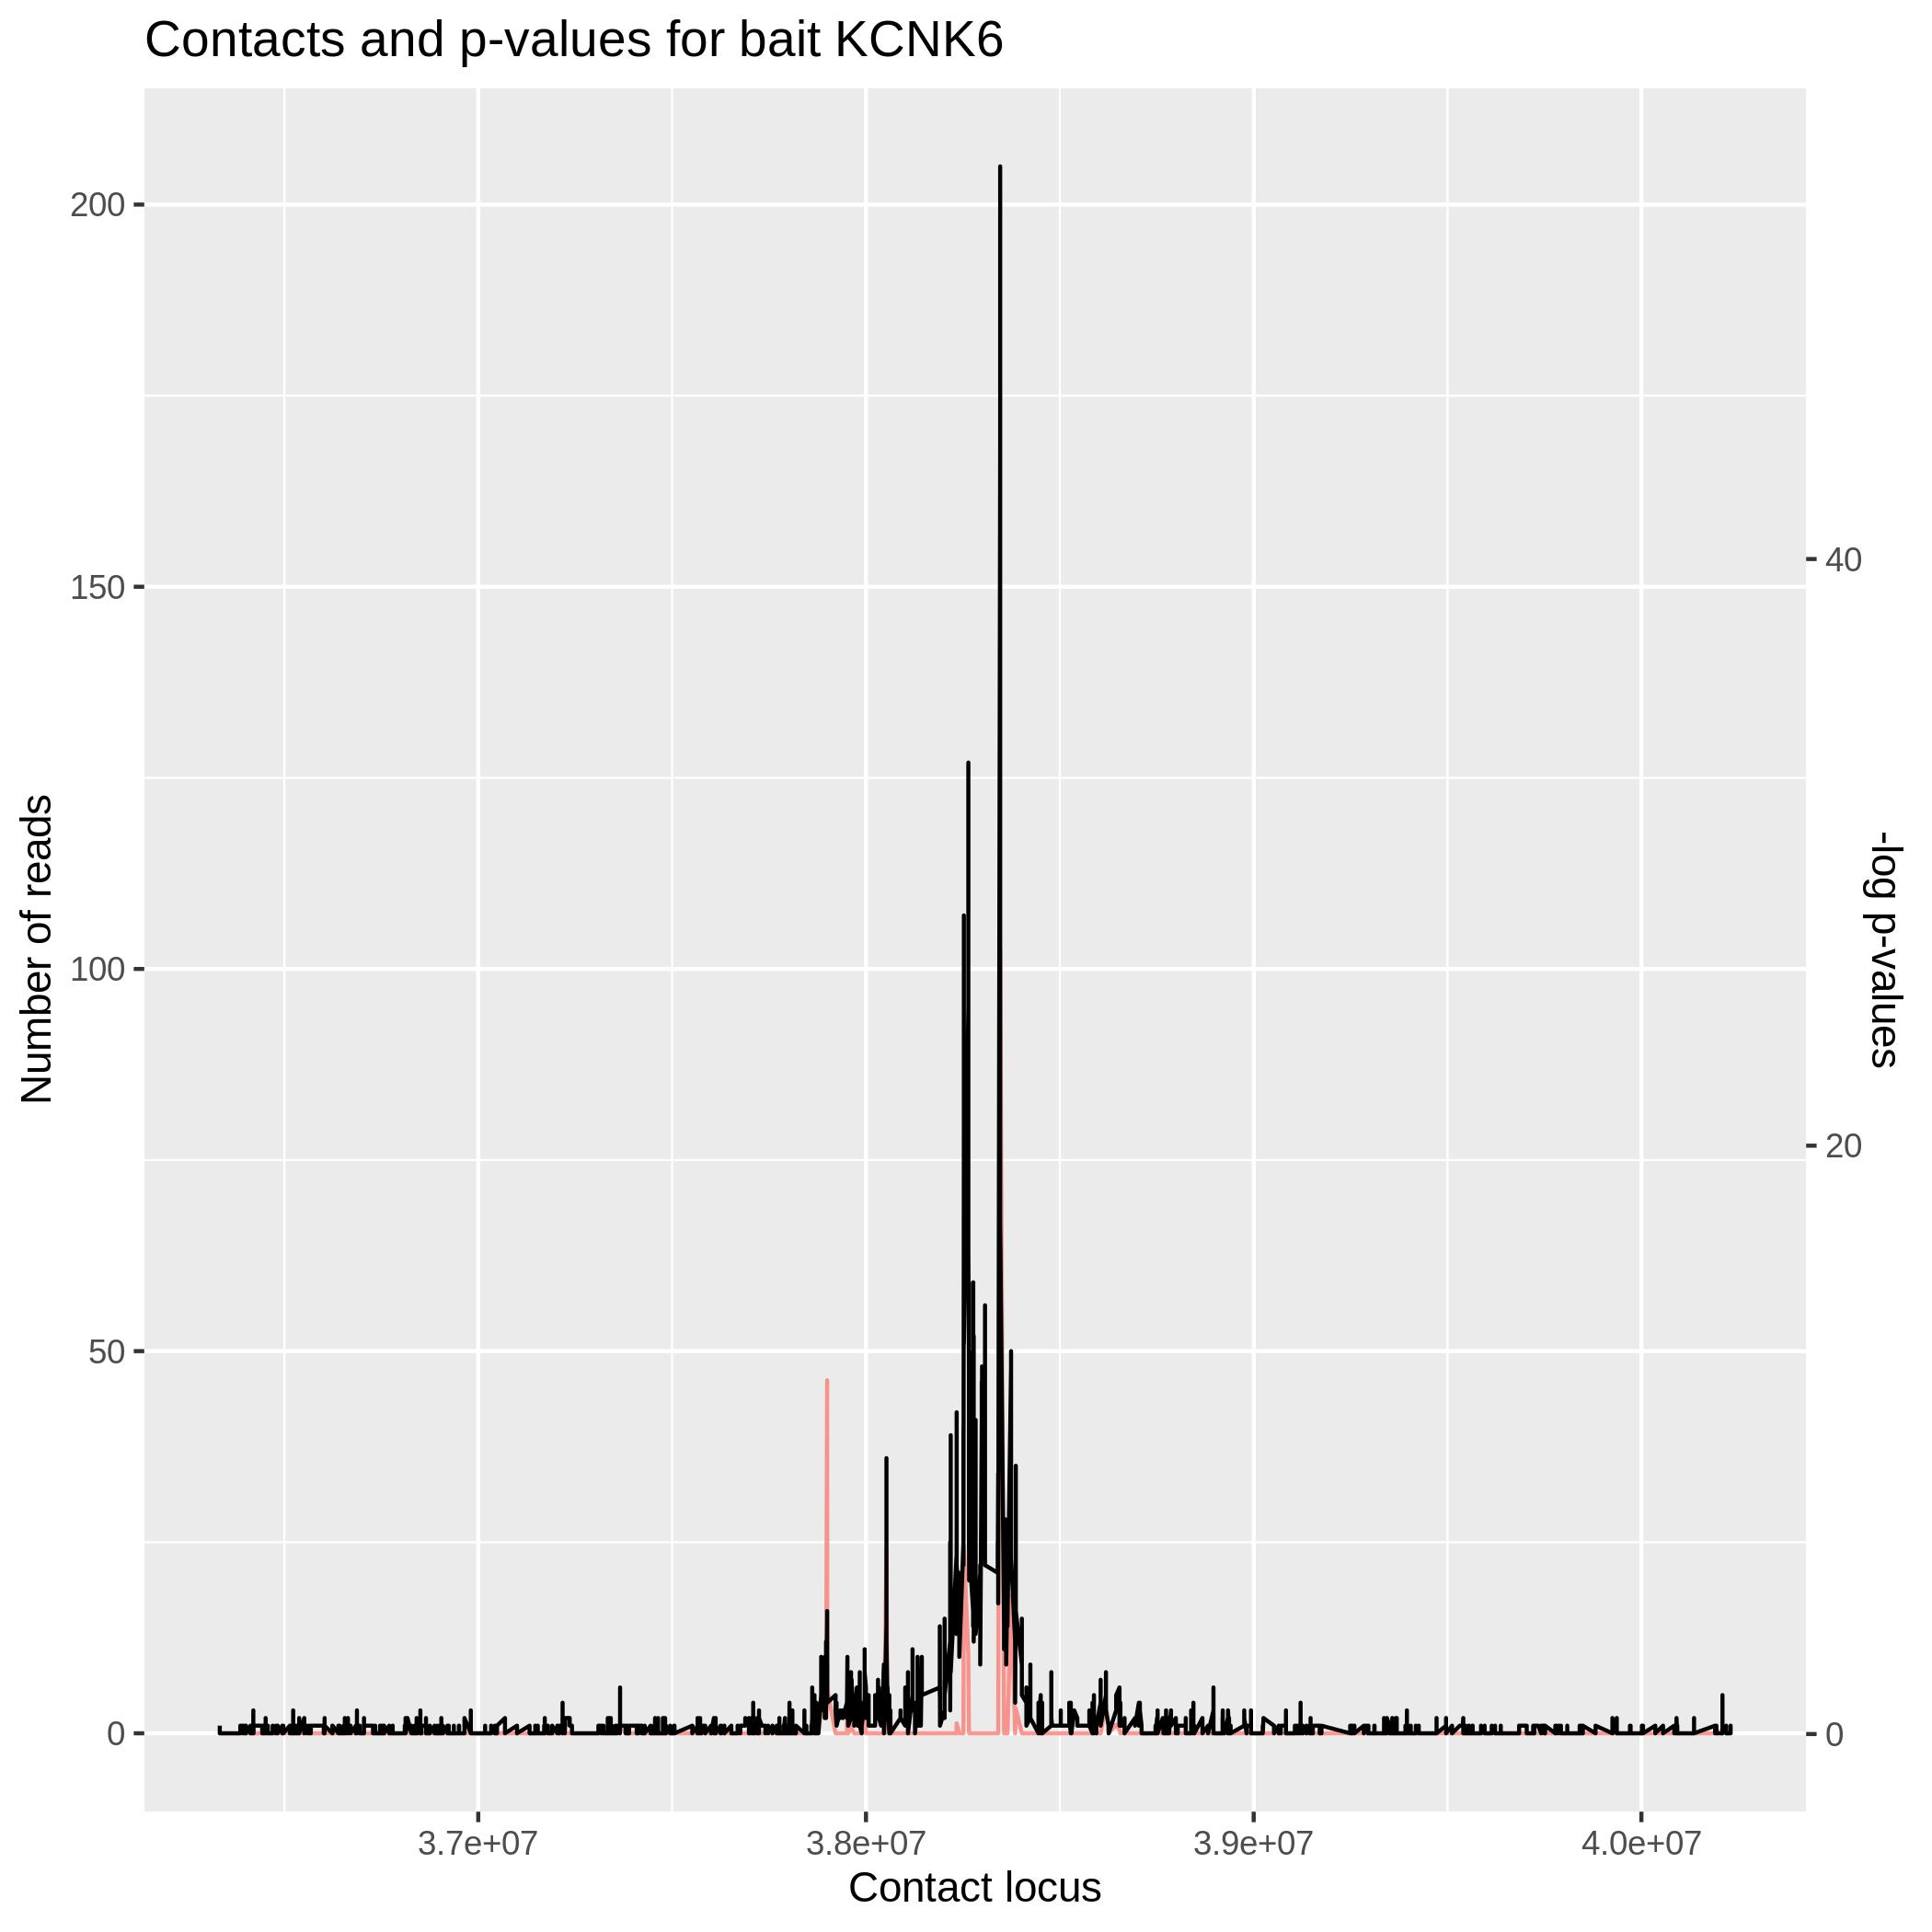 Contacts and p-values for bait KCNK6
Number of reads
200
150
100
50
0
40
20
0
-log p-values
3.7e+07
3.8e+07
3.9e+07
4.0e+07
Contact locus